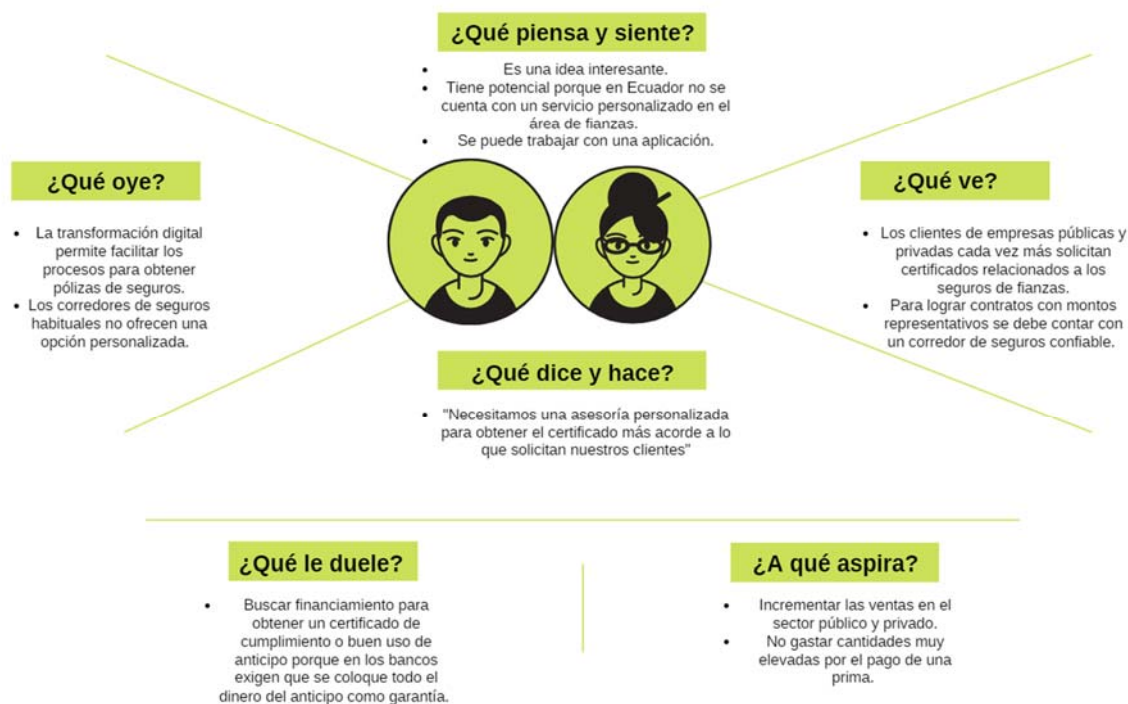 ¿Qué piensa y siente?
• Es una idea interesante.
• Tiene potencial porque en Ecuador no se
cuenta con un servicio personalizado en el
área de fianzas.
• Se puede trabajar con una aplicación.
¿Qué oye?
• La transformación digital
permite facilitar los
procesos para obtener
pólizas de seguros.
• Los corredores de seguros
habituales no ofrecen una
opción personalizada.
¿Qué ve?
• Los clientes de empresas públicas y
privadas cada vez más solicitan
certificados relacionados a los
seguros de fianzas.
• Para lograr contratos con montos
representativos se debe contar con
un corredor de seguros confiable.
¿Qué dice y hace?
• "Necesitamos una asesoría personalizada
para obtener el certificado más acorde a lo
que solicitan nuestros clientes"
¿Qué le duele?
• Buscar financiamiento para
obtener un certificado de
cumplimiento o buen uso de
anticipo porque en los bancos
exigen que se coloque todo el
dinero del anticipo como garantía.
¿A qué aspira?
• Incrementar las ventas en el
sector público y privado.
• No gastar cantidades muy
elevadas por el pago de una
prima.